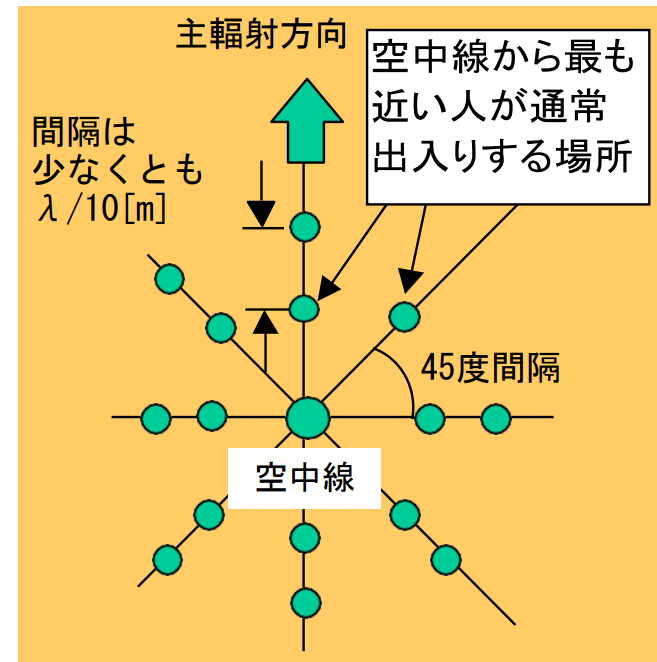 主輻射方向
空中線から最も
近い人が通常
出入りする場所
間隔は
少なくとも
λ/10[m]
45度間隔
空中線